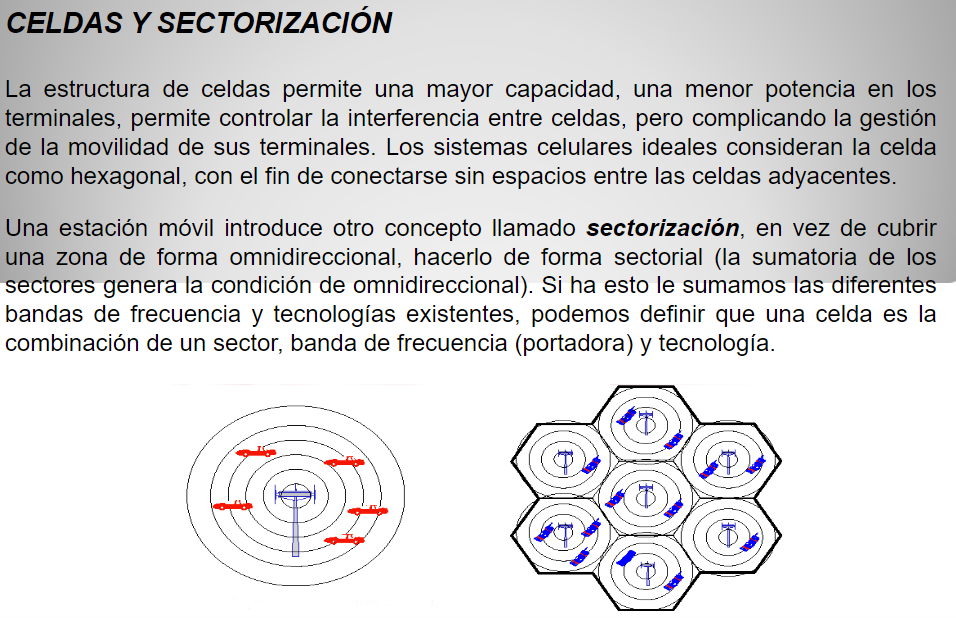 CELDAS Y SECTORIZACIÓN
La estructura de celdas permite una mayor capacidad, una menor potencia en los
terminales, permite controlar la interferencia entre celdas, pero complicando la gestión
de la movilidad de sus terminales. Los sistemas celulares ideales consideran la celda
como hexagonal, con el fin de conectarse sin espacios entre las celdas adyacentes.
Una estación móvil introduce otro concepto llamado sectorización, en vez de cubrir
una zona de forma omnidireccional, hacerlo de forma sectorial (la sumatoria de los
sectores genera la condición de omnidireccional). Si ha esto le sumamos las diferentes
bandas de frecuencia y tecnologías existentes, podemos definir que una celda es la
combinación de un sector, banda de frecuencia (portadora) y tecnología.